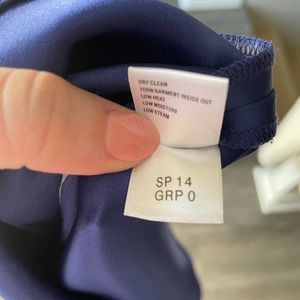 DRY CLEAN
TURN GARMENT INSIDE OUT
LOW HEAT
LOW MOISTURE
LOW STEAM
SP 14
GRP 0